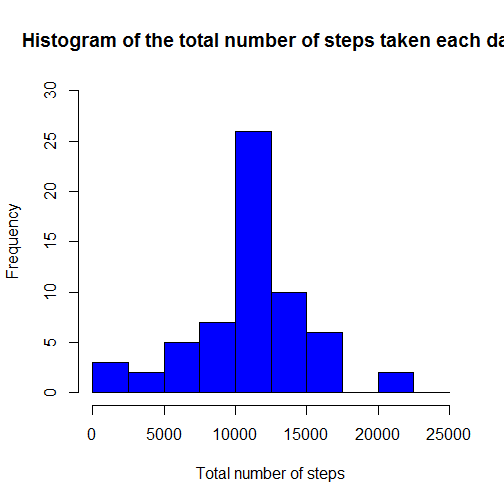 Histogram of the total number of steps taken each da
30
25
20
15
10
5
0
Frequency
0 5000 10000 15000 20000 25000
Total number of steps